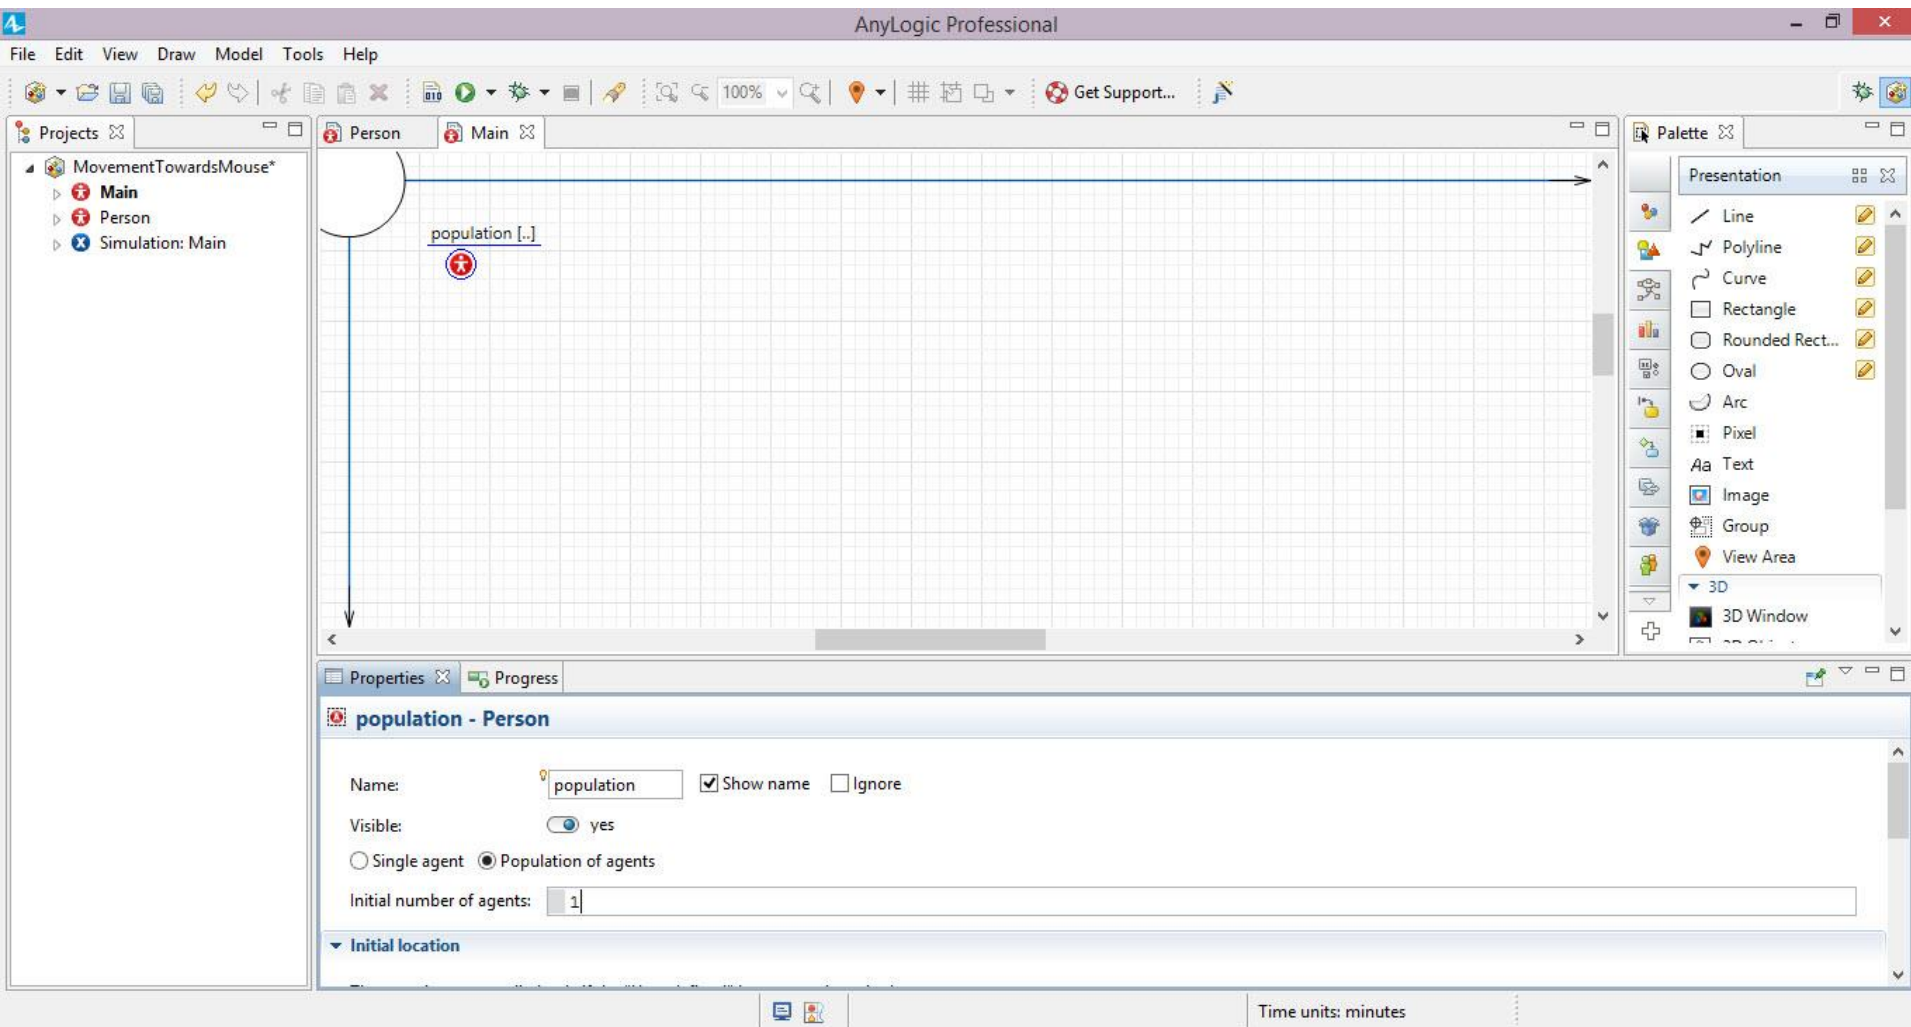 AnyLogic Professional
File Edit View Draw Model Tools Help
010 100% Get Support...
Projects
MovementTowardsMouse*
Main
Person
Simulation: Main
Person Main
population [..]
Palette
Presentation
Line
Polyline
Curve
Rectangle
Rounded Rect...
Oval
Arc
Pixel
Aa Text
Image
Group
View Area
3D
3D Window
Properties Progress
population - Person
Name: population Show name Ignore
Visible: yes
Single agent Population of agents
Initial number of agents: 1
Initial location
Time units: minutes